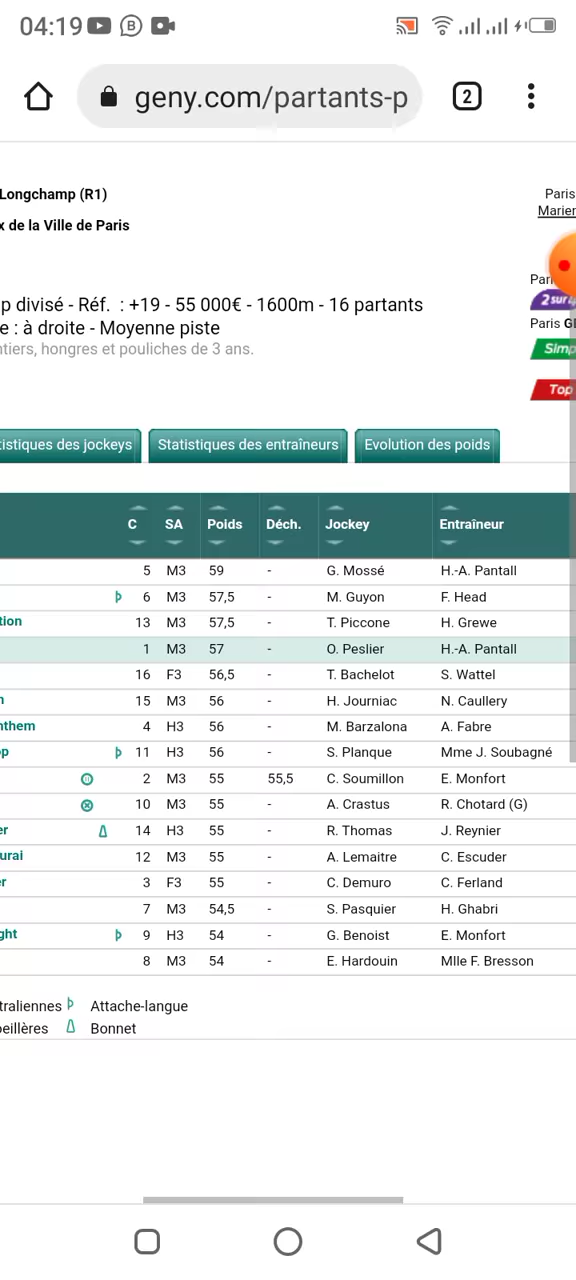 04:19
geny.com/partants-p
2
Longchamp (R1)
x de la Ville de Paris
Paris
Marier
p divisé - Réf. : +19 - 55 000€ - 1600m - 16 partants
e : à droite - Moyenne piste
ntiers, hongres et pouliches de 3 ans.
Pari
2sur4
Paris GE
Simp
Top
tistiques des jockeys Statistiques des entraîneurs Evolution des poids
C SA Poids Déch. Jockey Entraîneur
5 M3 59 - G. Mossé H.-A. Pantall
6 M3 57,5 - M. Guyon F. Head
tion 13 M3 57,5 - T. Piccone H. Grewe
1 M3 57 - O. Peslier H.-A. Pantall
16 F3 56,5 - T. Bachelot S. Wattel
n 15 M3 56 - H. Journiac N. Caullery
nthem 4 H3 56 - M. Barzalona A. Fabre
op 11 H3 56 - S. Planque Mme J. Soubagné
2 M3 55 55,5 C. Soumillon E. Monfort
10 M3 55 - A. Crastus R. Chotard (G)
er 14 H3 55 - R. Thomas J. Reynier
urai 12 M3 55 - A. Lemaitre C. Escuder
er 3 F3 55 - C. Demuro C. Ferland
7 M3 54,5 - S. Pasquier H. Ghabri
ght 9 H3 54 - G. Benoist E. Monfort
8 M3 54 - E. Hardouin Mlle F. Bresson
traliennes Attache-langue
oeillères Bonnet